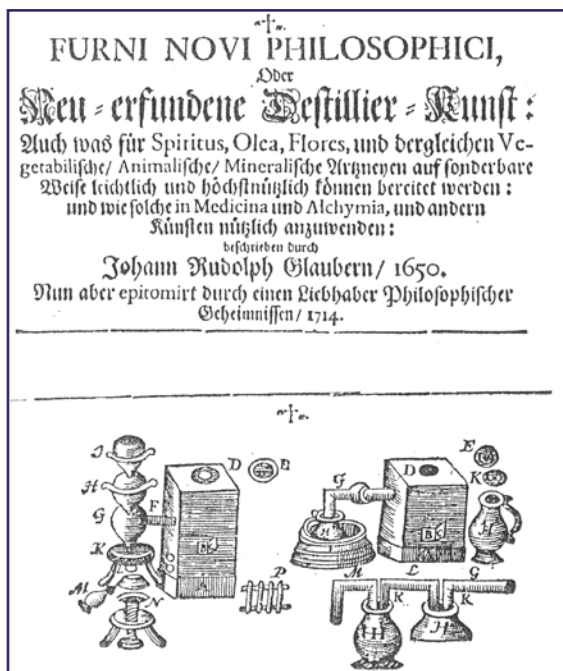 FURNI NOVI PHILOSOPHICI,
Oder
Neu-erfundene Destillier-Kunst:
Auch was für Spiritus, Olea, Flores, und dergleichen Ve-
getabilische/ Animalische/ Mineralische Artzneyen auf sonderbare
Weise leichtlich und höchstnützlich können bereitet werden:
und wie solche in Medicina und Alchymia, und andern
Künsten nützlich anzuwenden:
beschrieben durch
Johann Rudolph Glaubern/ 1650.
Nun aber epitomirt durch einen Liebhaber Philosophischer
Geheimnissen/ 1714.
I D E
H
G F B
K A
M N P
D E
K
F B H
H A
M L G
K K
H H